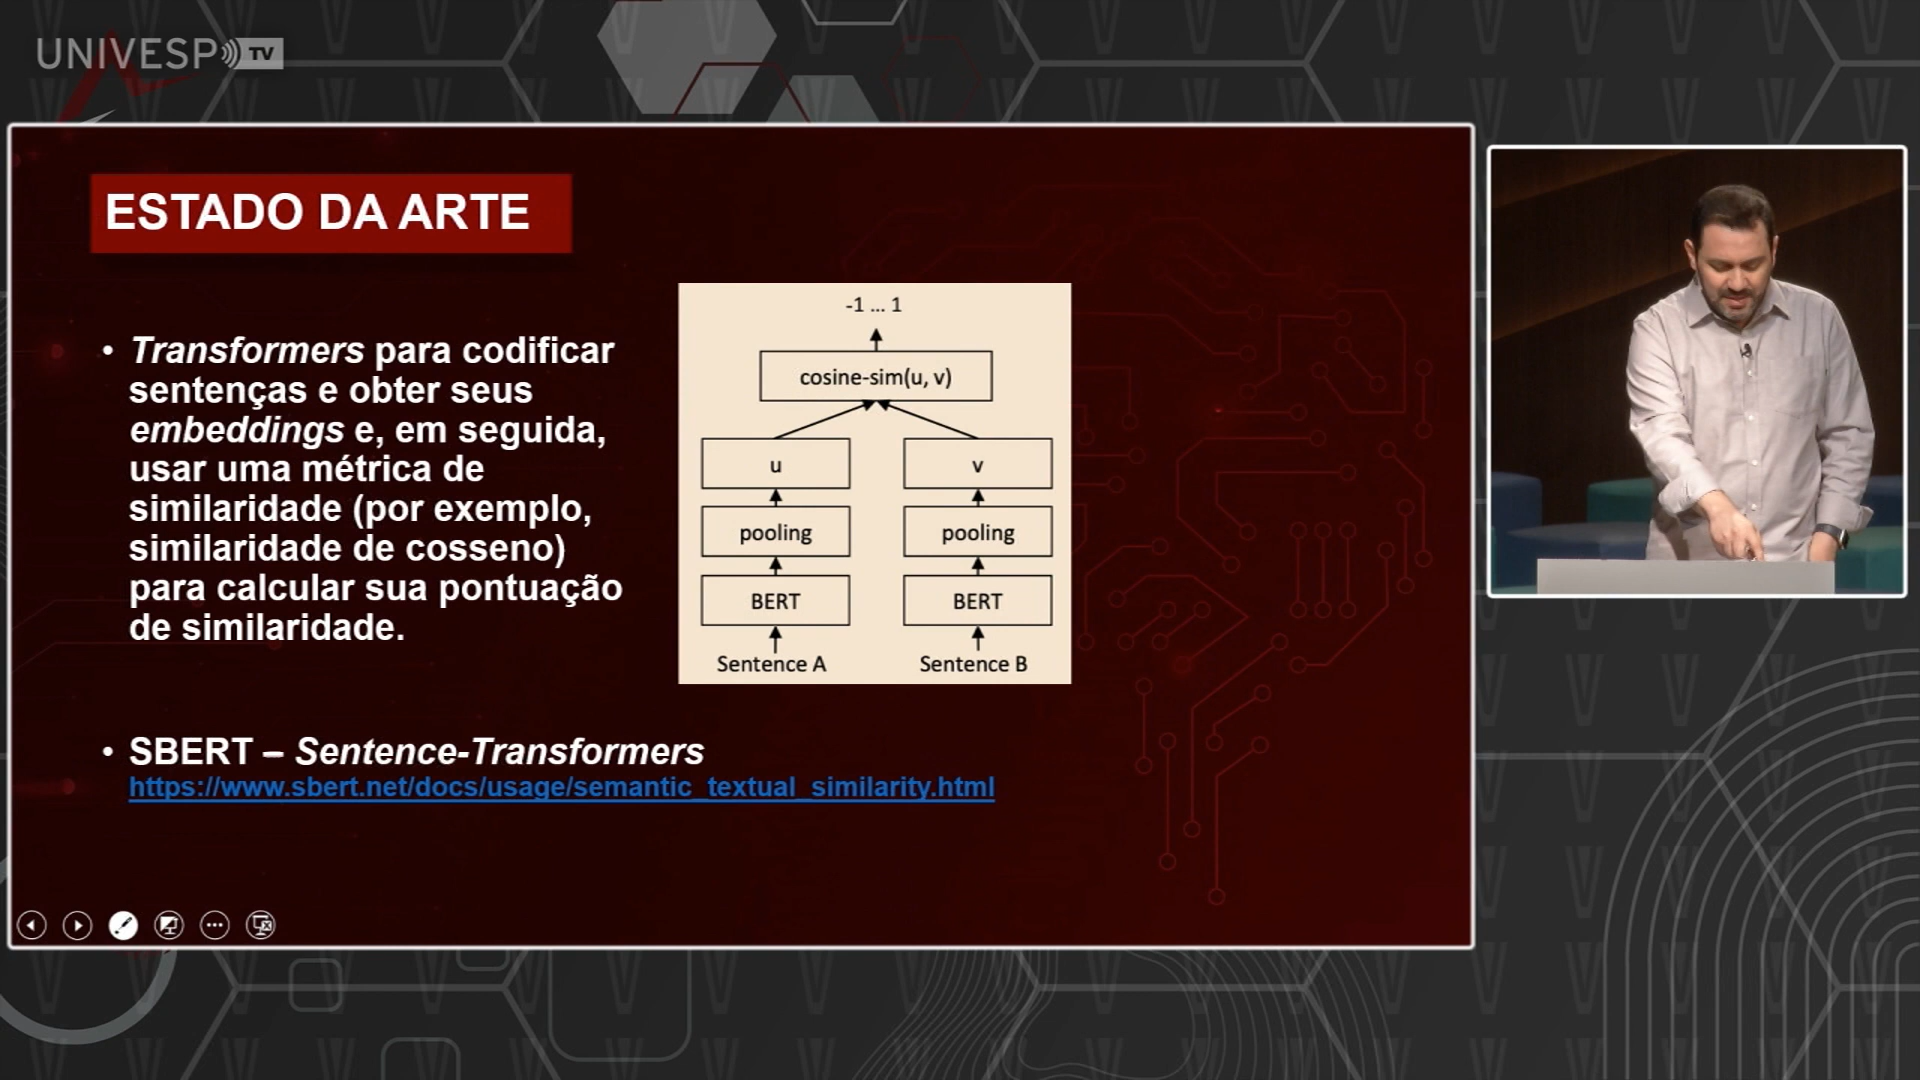 UNIVESP TV
ESTADO DA ARTE
• Transformers para codificar
sentenças e obter seus
embeddings e, em seguida,
usar uma métrica de
similaridade (por exemplo,
similaridade de cosseno)
para calcular sua pontuação
de similaridade.
-1 ... 1
cosine-sim(u, v)
u v
pooling pooling
BERT BERT
Sentence A Sentence B
• SBERT – Sentence-Transformers
https://www.sbert.net/docs/usage/semantic_textual_similarity.html